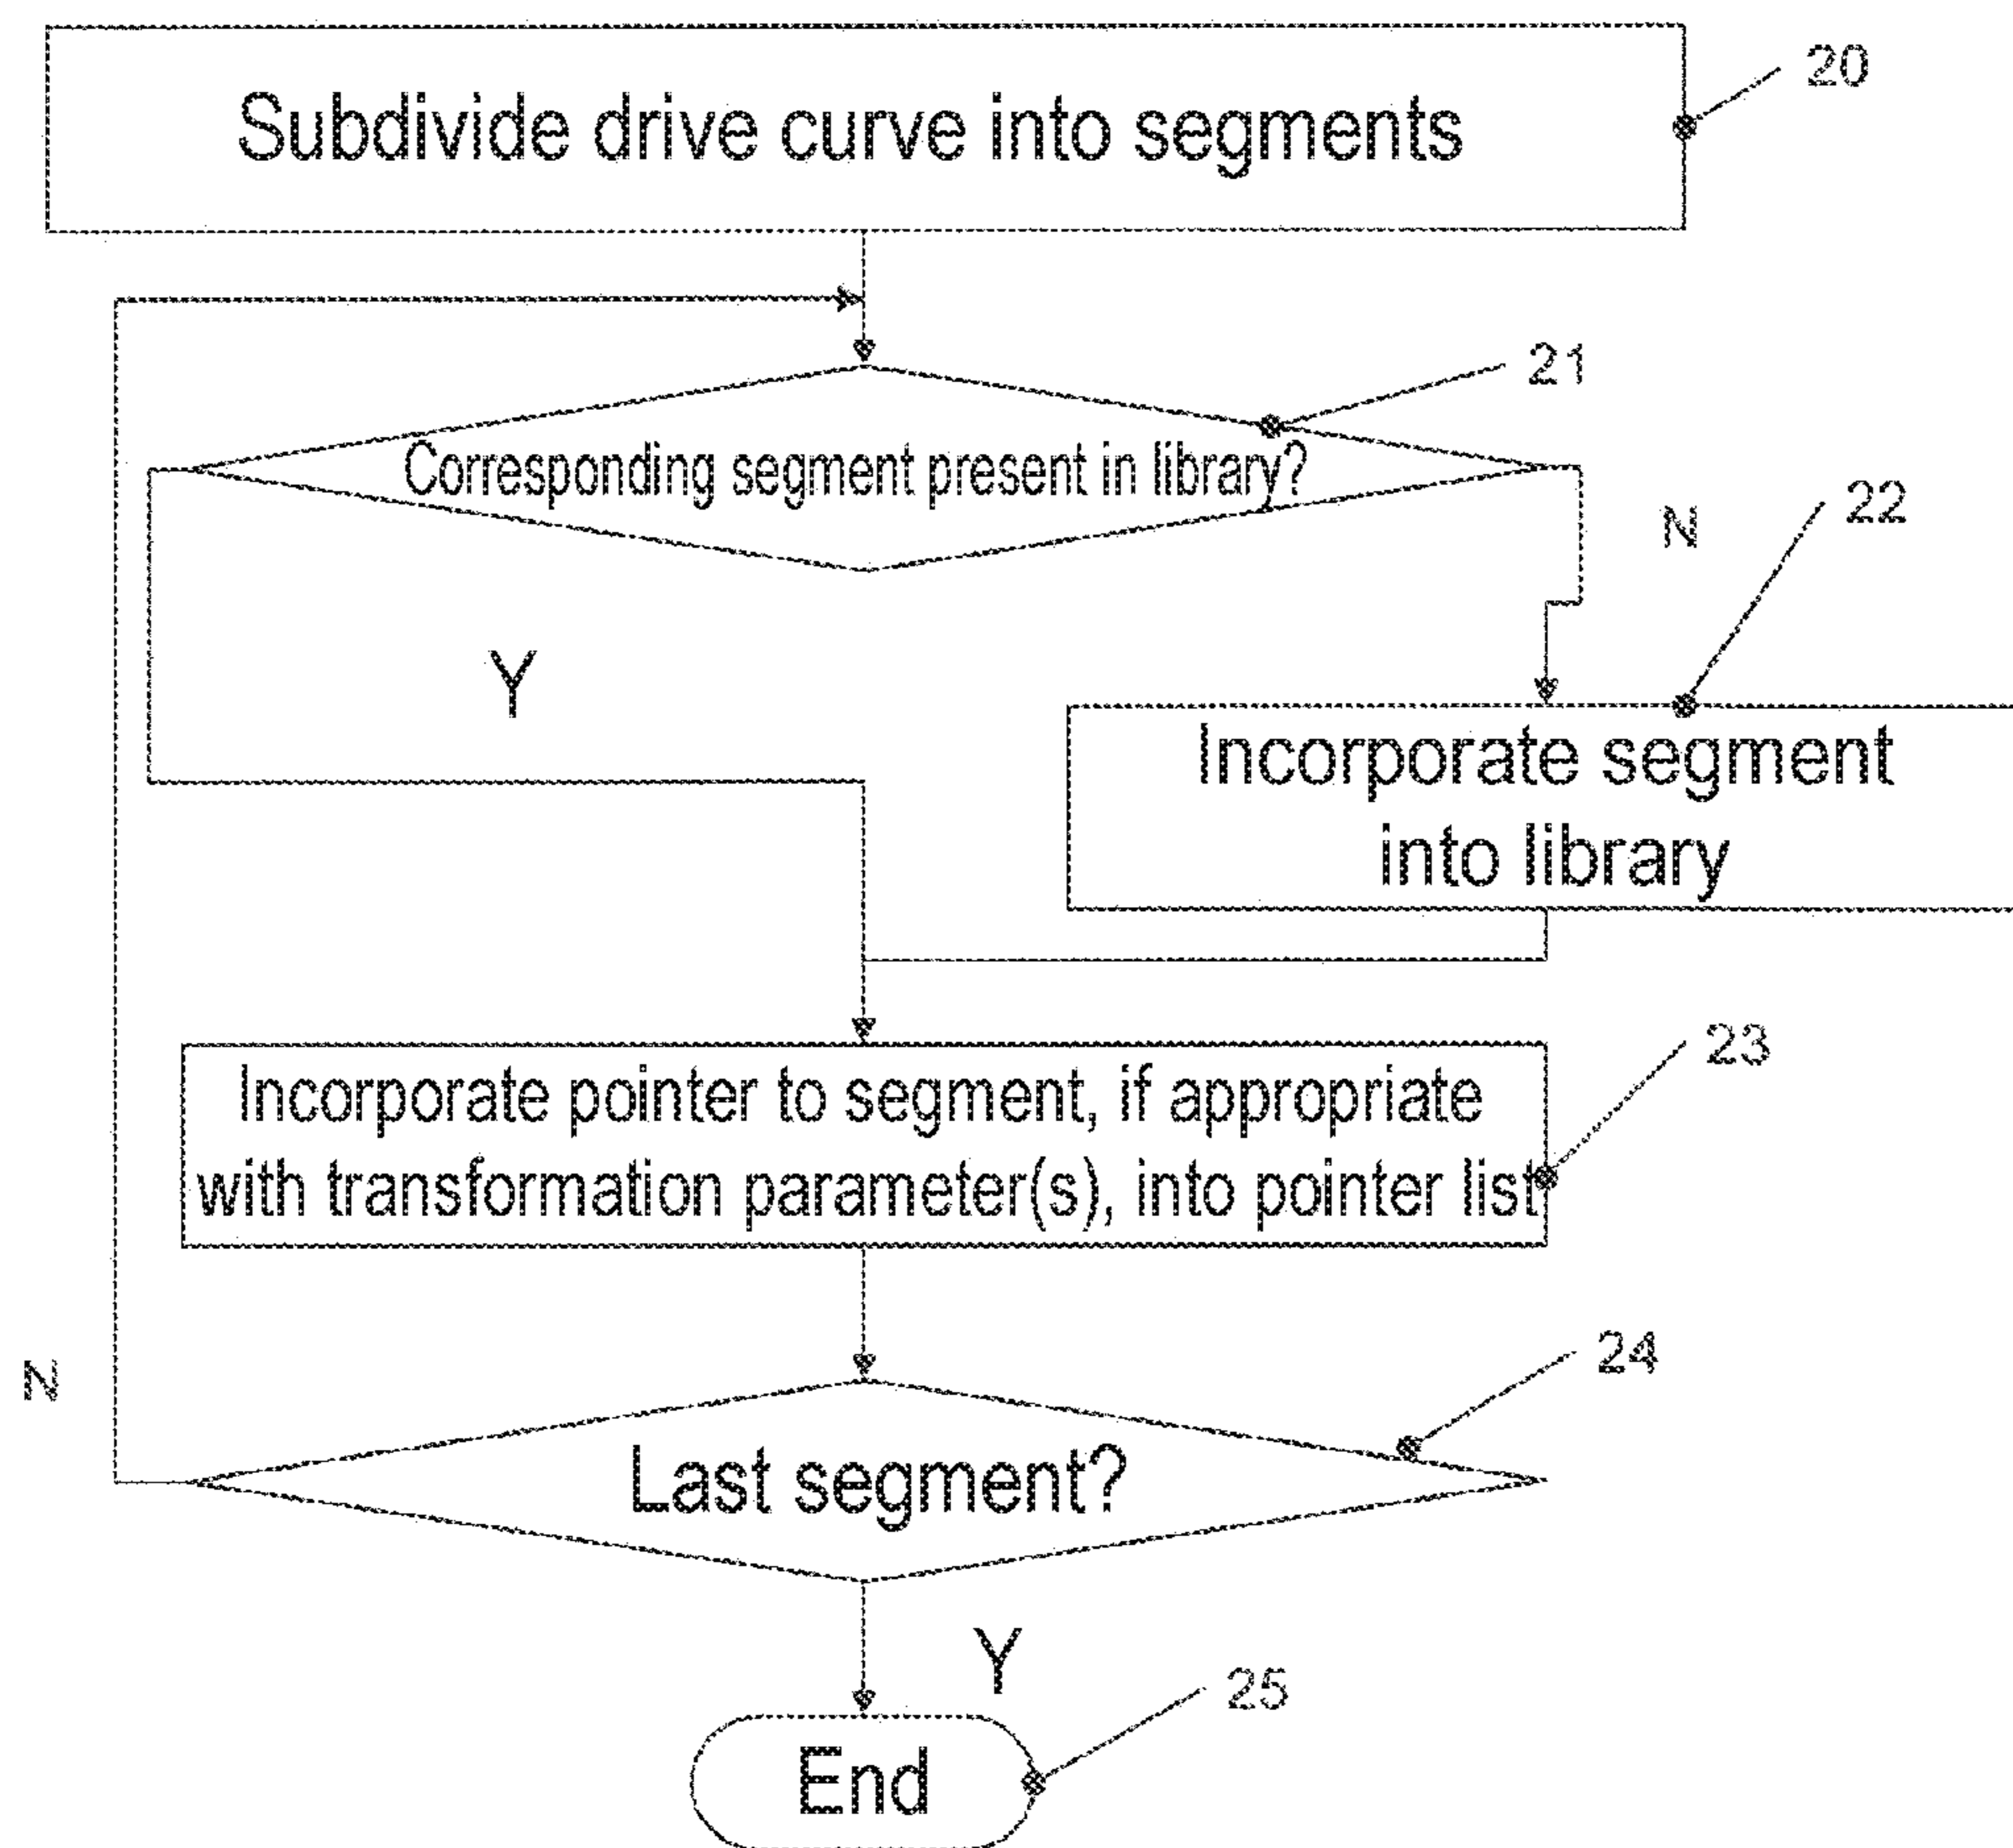 Subdivide drive curve into segments
20
Corresponding segment present in library?
21
N
22
Y
Incorporate segment
into library
Incorporate pointer to segment, if appropriate
with transformation parameter(s), into pointer list
23
N
24
Last segment?
Y
25
End